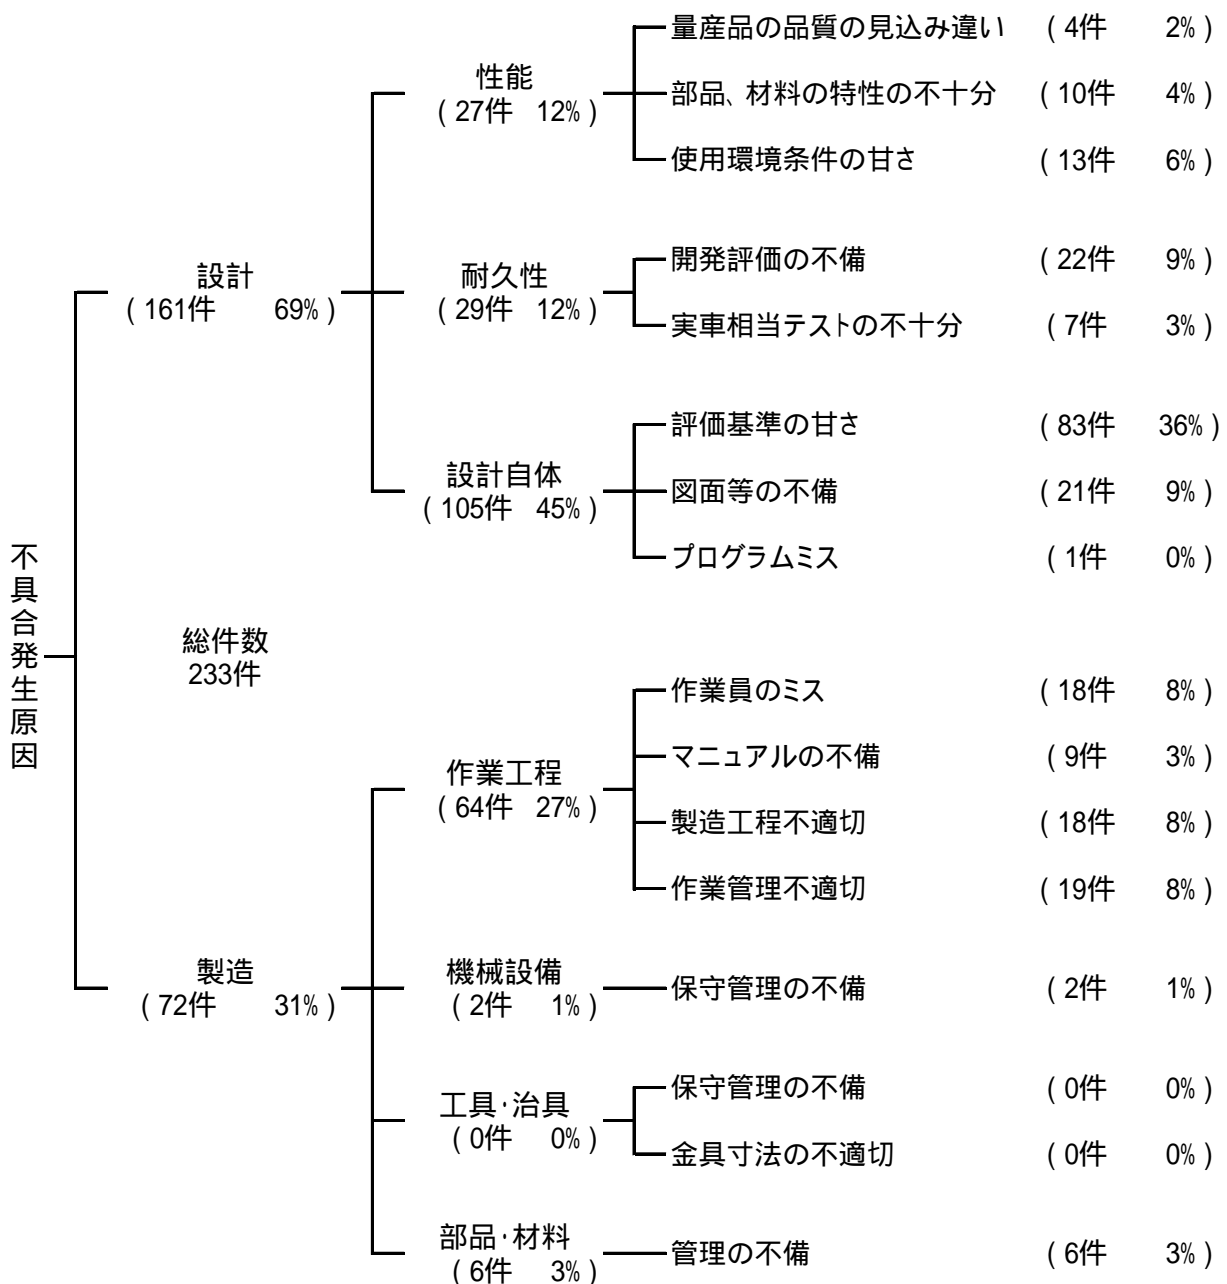 不具合発生原因
総件数
233件
設計
( 161件 69% )
性能
( 27件 12% )
量産品の品質の見込み違い ( 4件 2% )
部品、材料の特性の不十分 ( 10件 4% )
使用環境条件の甘さ ( 13件 6% )
耐久性
( 29件 12% )
開発評価の不備 ( 22件 9% )
実車相当テストの不十分 ( 7件 3% )
設計自体
( 105件 45% )
評価基準の甘さ ( 83件 36% )
図面等の不備 ( 21件 9% )
プログラムミス ( 1件 0% )
製造
( 72件 31% )
作業工程
( 64件 27% )
作業員のミス ( 18件 8% )
マニュアルの不備 ( 9件 3% )
製造工程不適切 ( 18件 8% )
作業管理不適切 ( 19件 8% )
機械設備
( 2件 1% )
保守管理の不備 ( 2件 1% )
工具・治具
( 0件 0% )
保守管理の不備 ( 0件 0% )
金具寸法の不適切 ( 0件 0% )
部品・材料
( 6件 3% )
管理の不備 ( 6件 3% )